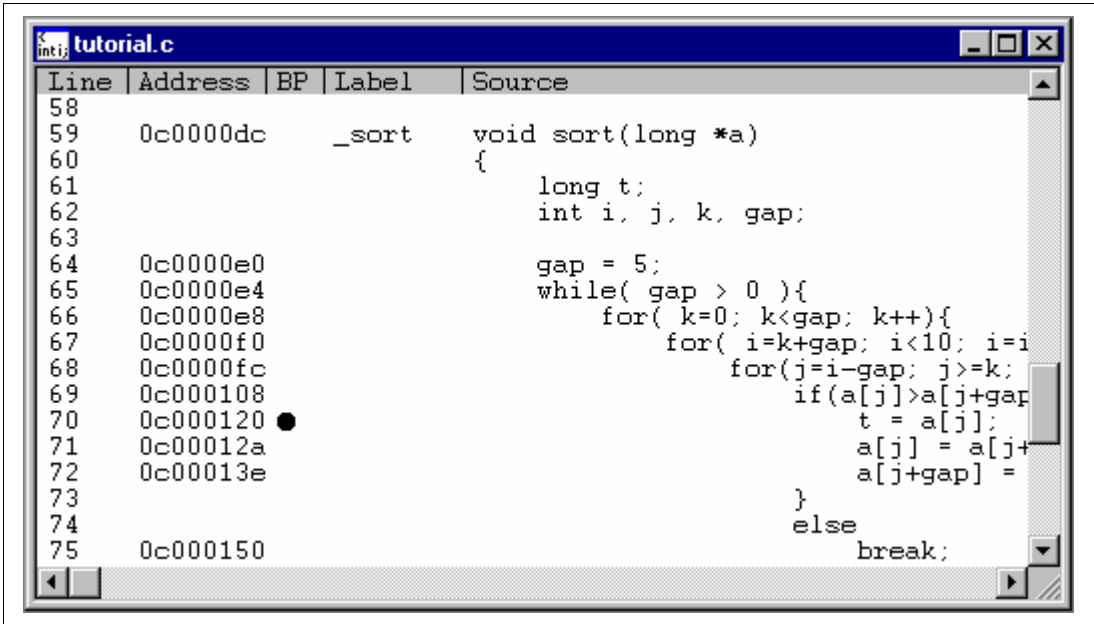 tutorial.c
Line Address BP Label Source
58
59 0c0000dc _sort void sort(long *a)
60 {
61 long t;
62 int i, j, k, gap;
63
64 0c0000e0 gap = 5;
65 0c0000e4 while( gap > 0 ){
66 0c0000e8 for( k=0; k<gap; k++){
67 0c0000f0 for( i=k+gap; i<10; i=i
68 0c0000fc for(j=i-gap; j>=k;
69 0c000108 if(a[j]>a[j+gap
70 0c000120 ● t = a[j];
71 0c00012a a[j] = a[j+
72 0c00013e a[j+gap] =
73 }
74 else
75 0c000150 break;